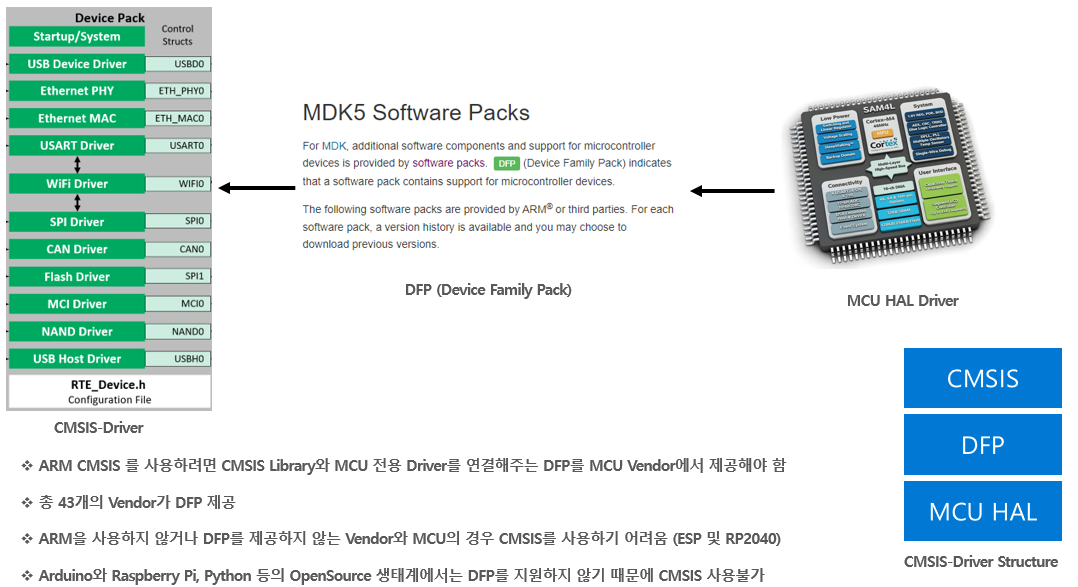 Device Pack
Control
Structs
Startup/System
USB Device Driver
USBD0
Ethernet PHY
ETH_PHY0
Ethernet MAC
ETH_MAC0
USART Driver
USART0
WiFi Driver
WIFI0
SPI Driver
SPI0
CAN Driver
CAN0
Flash Driver
SPI1
MCI Driver
MCI0
NAND Driver
NAND0
USB Host Driver
USBH0
RTE_Device.h
Configuration File
CMSIS-Driver
MDK5 Software Packs
For MDK, additional software components and support for microcontroller
devices is provided by software packs. DFP (Device Family Pack) indicates
that a software pack contains support for microcontroller devices.
The following software packs are provided by ARM® or third parties. For each
software pack, a version history is available and you may choose to
download previous versions.
DFP (Device Family Pack)
SAM4L
Low Power
Cortex-M4
System
Cortex
Multi-Layer
High-Speed Bus
Connectivity
User Interface
MCU HAL Driver
CMSIS
DFP
MCU HAL
CMSIS-Driver Structure
❖ ARM CMSIS 를 사용하려면 CMSIS Library와 MCU 전용 Driver를 연결해주는 DFP를 MCU Vendor에서 제공해야 함
❖ 총 43개의 Vendor가 DFP 제공
❖ ARM을 사용하지 않거나 DFP를 제공하지 않는 Vendor와 MCU의 경우 CMSIS를 사용하기 어려움 (ESP 및 RP2040)
❖ Arduino와 Raspberry Pi, Python 등의 OpenSource 생태계에서는 DFP를 지원하지 않기 때문에 CMSIS 사용불가